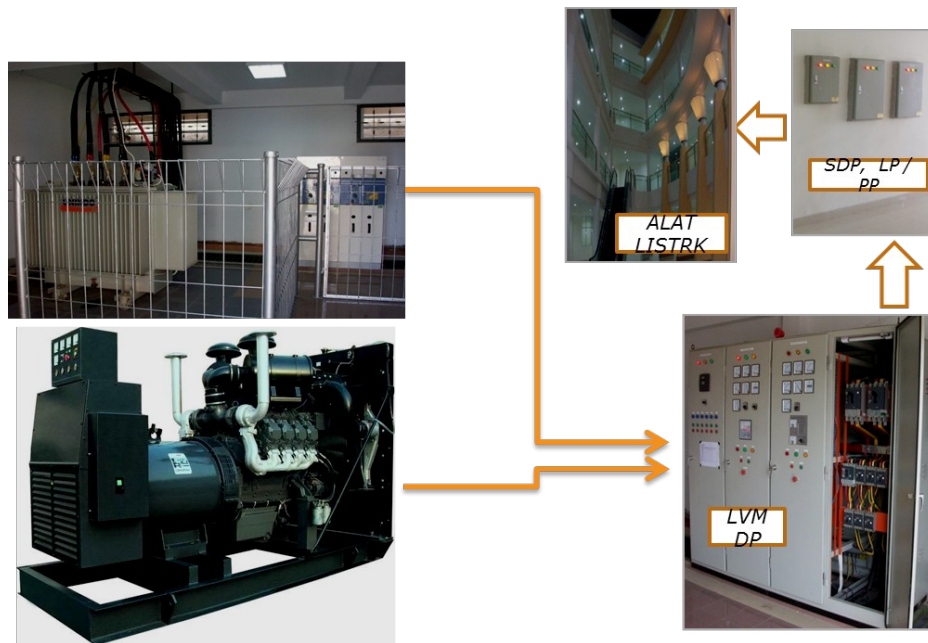 SDP, LP /
PP
ALAT
LISTRK
LVM
DP